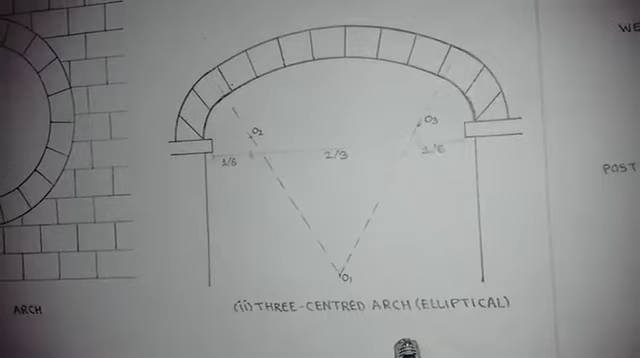 WE
O2
O3
1/6
2/3
1/6
POST
O1
ARCH
(ii) THREE-CENTRED ARCH (ELLIPTICAL)